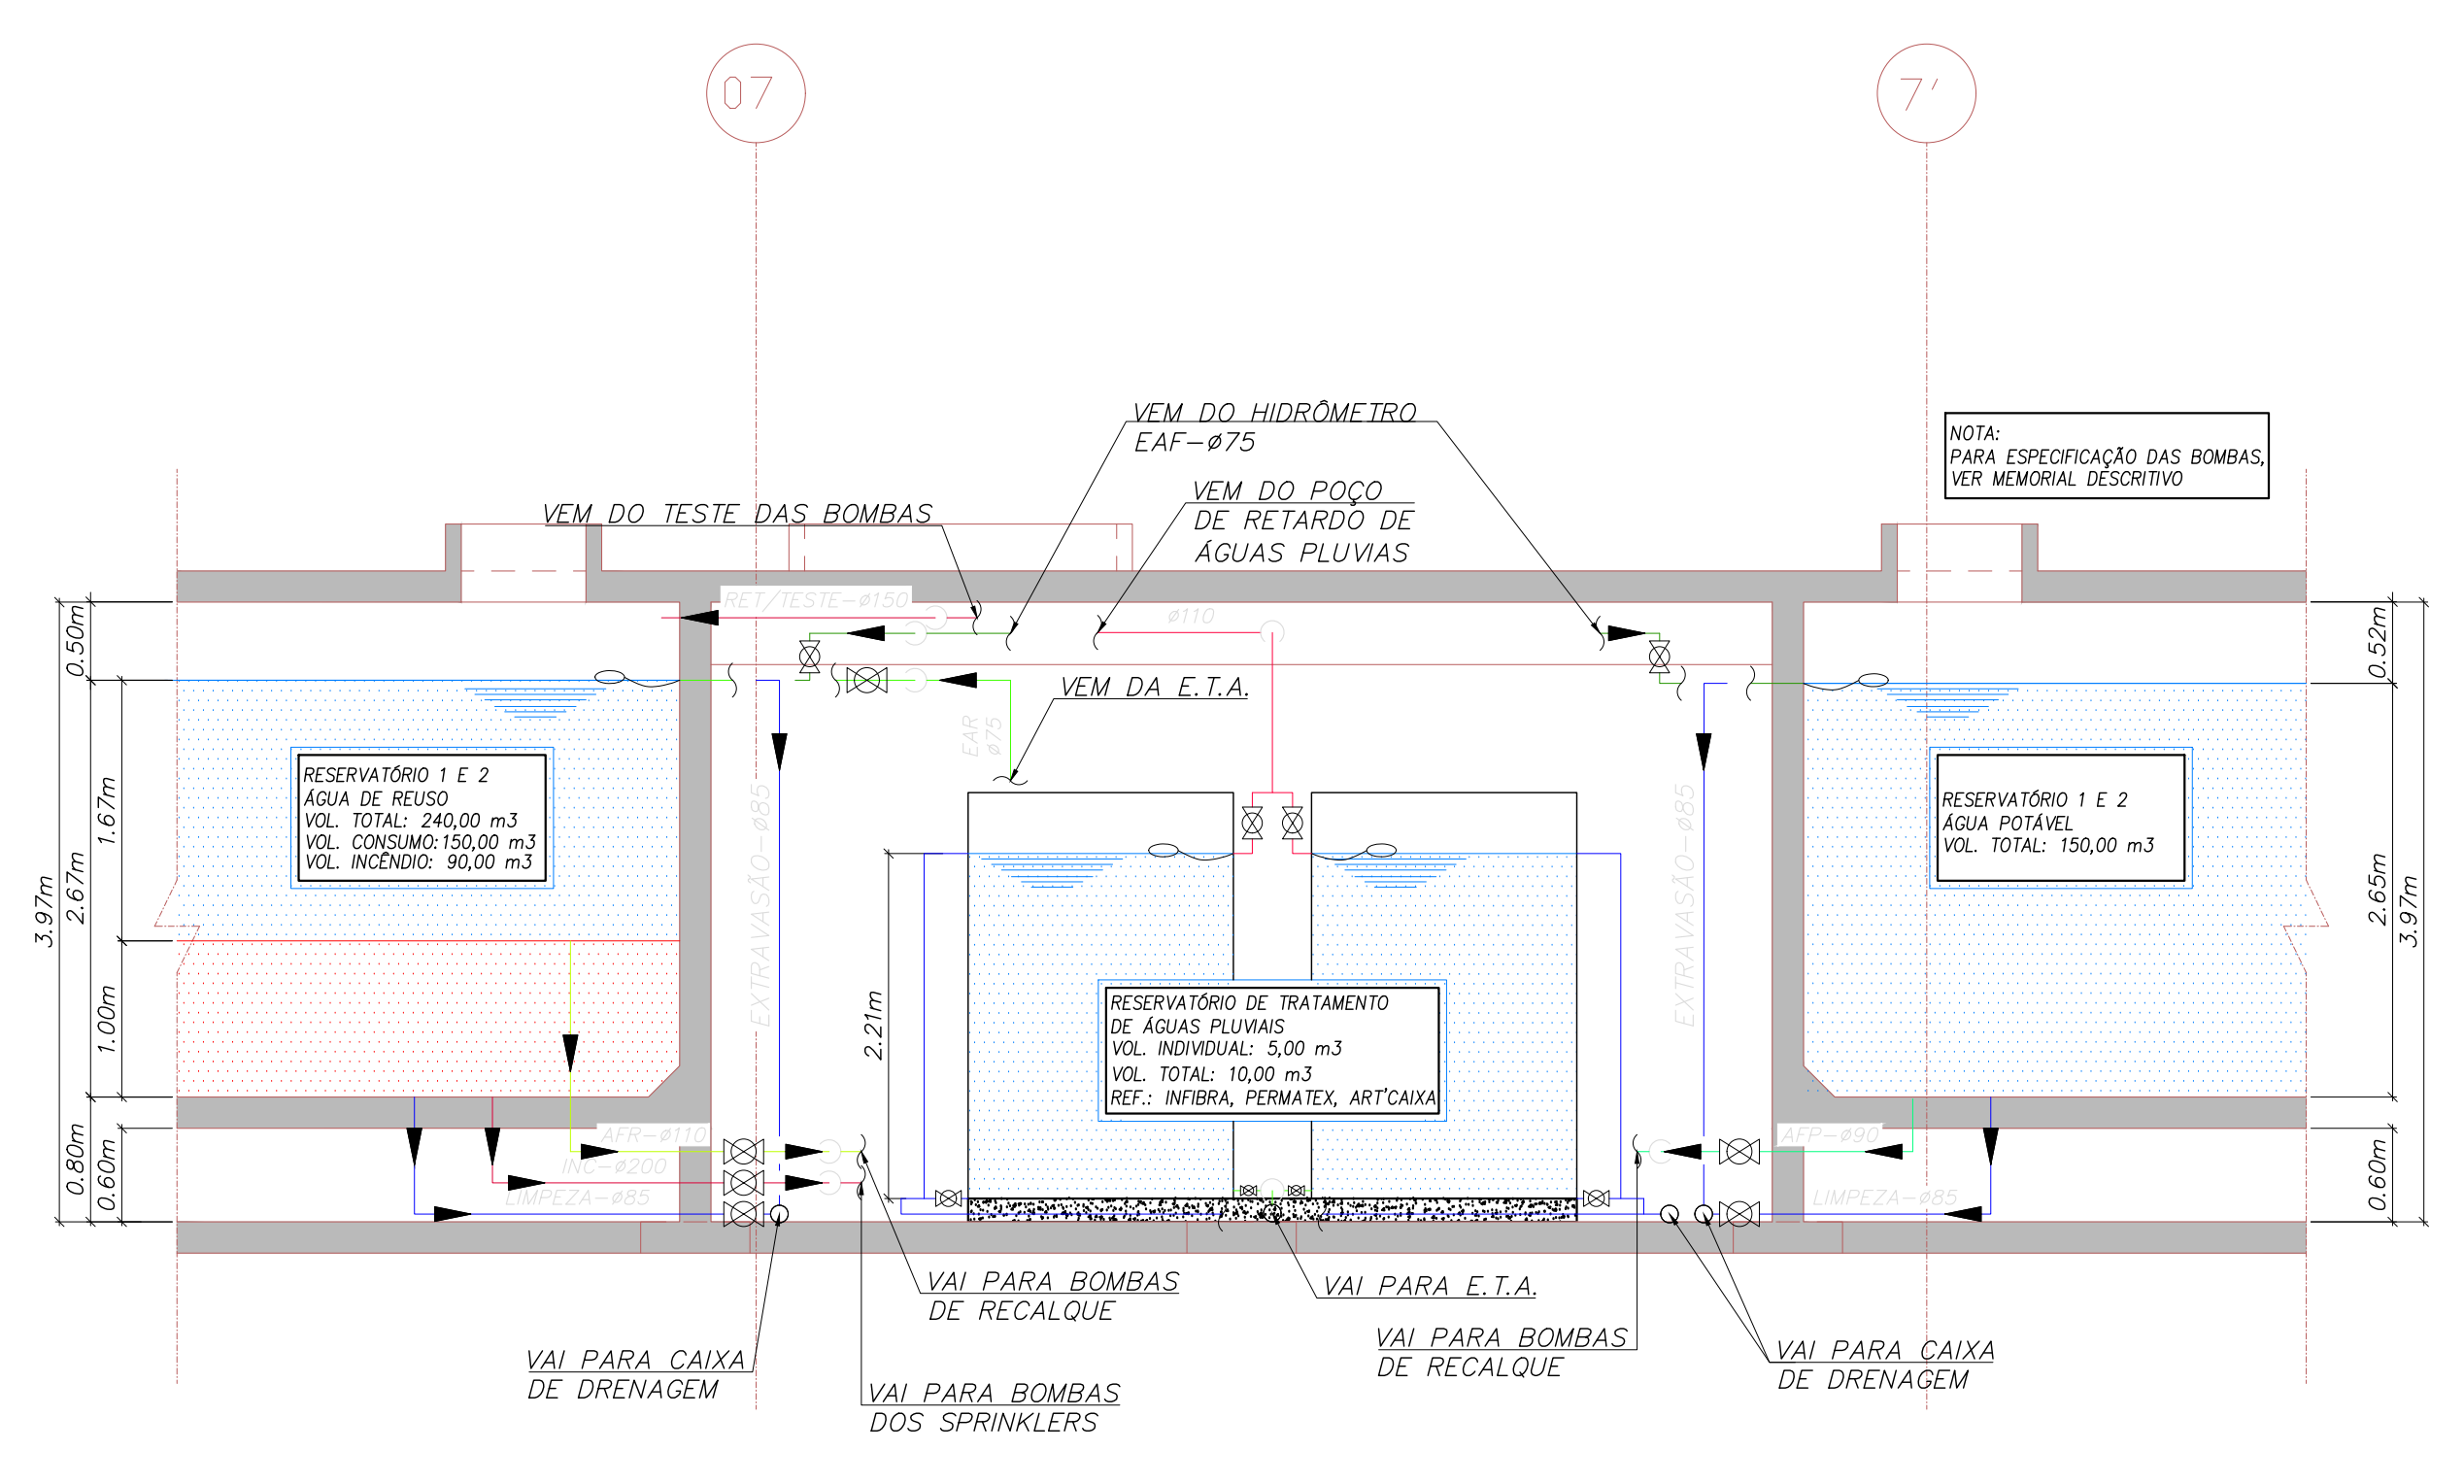 07
7'
VEM DO HIDRÔMETRO
EAF-ø75
NOTA:
PARA ESPECIFICAÇÃO DAS BOMBAS,
VER MEMORIAL DESCRITIVO
VEM DO POÇO
DE RETARDO DE
ÁGUAS PLUVIAS
VEM DO TESTE DAS BOMBAS
RET/TESTE-ø150
ø110
0.50m
0.52m
VEM DA E.T.A.
EAR
ø75
RESERVATÓRIO 1 E 2
ÁGUA DE REUSO
VOL. TOTAL: 240,00 m3
VOL. CONSUMO: 150,00 m3
VOL. INCÊNDIO: 90,00 m3
RESERVATÓRIO 1 E 2
ÁGUA POTÁVEL
VOL. TOTAL: 150,00 m3
1.67m
2.67m
3.97m
EXTRAVASÃO-ø85
EXTRAVASÃO-ø85
2.65m
3.97m
1.00m
2.21m
RESERVATÓRIO DE TRATAMENTO
DE ÁGUAS PLUVIAIS
VOL. INDIVIDUAL: 5,00 m3
VOL. TOTAL: 10,00 m3
REF.: INFIBRA, PERMATEX, ART'CAIXA
0.80m
0.60m
AFR-ø110
INC-ø200
LIMPEZA-ø85
AFP-ø90
LIMPEZA-ø85
0.60m
VAI PARA BOMBAS
DE RECALQUE
VAI PARA E.T.A.
VAI PARA BOMBAS
DE RECALQUE
VAI PARA CAIXA
DE DRENAGEM
VAI PARA CAIXA
DE DRENAGEM
VAI PARA BOMBAS
DOS SPRINKLERS